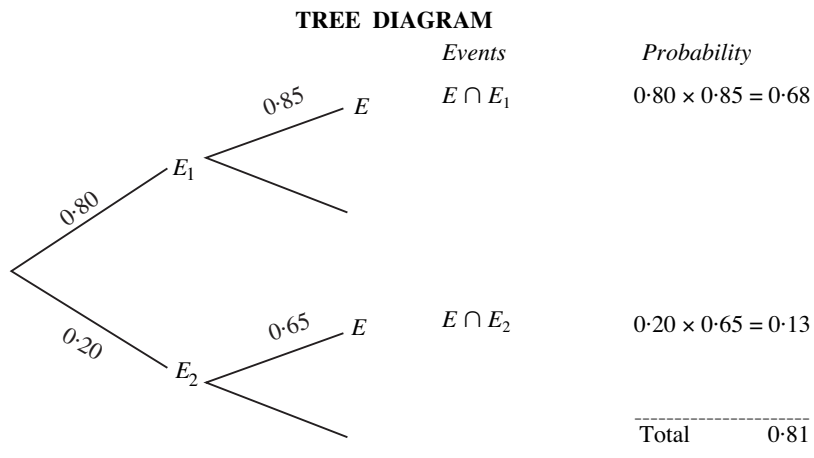 TREE DIAGRAM
Events Probability
0·85 E E ∩ E₁ 0·80 × 0·85 = 0·68
E₁
0·80
0·20
0·65 E E ∩ E₂ 0·20 × 0·65 = 0·13
E₂
Total 0·81